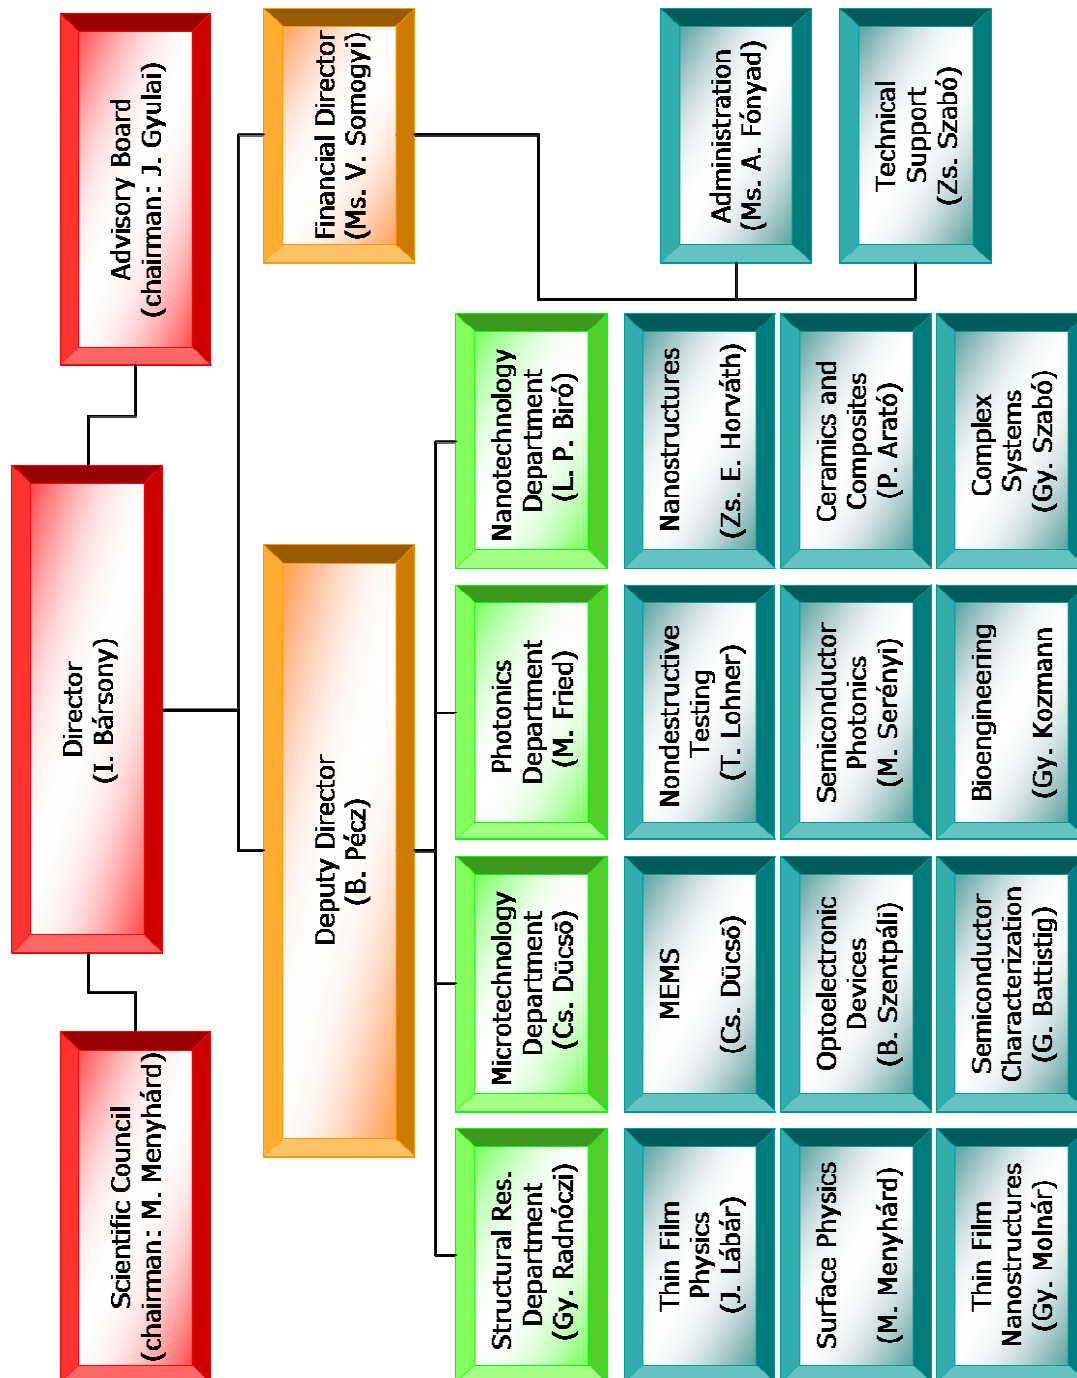 Scientific Council
(chairman: M. Menyhárd)
Director
(I. Bársony)
Advisory Board
(chairman: J. Gyulai)
Deputy Director
(B. Pécz)
Financial Director
(Ms. V. Somogyi)
Structural Res.
Department
(Gy. Radnóczi)
Microtechnology
Department
(Cs. Dücső)
Photonics
Department
(M. Fried)
Nanotechnology
Department
(L. P. Biró)
Thin Film
Physics
(J. Lábár)
MEMS
(Cs. Dücső)
Nondestructive
Testing
(T. Lohner)
Nanostructures
(Zs. E. Horváth)
Administration
(Ms. A. Fónyad)
Surface Physics
(M. Menyhárd)
Optoelectronic
Devices
(B. Szentpáli)
Semiconductor
Photonics
(M. Serényi)
Ceramics and
Composites
(P. Arató)
Technical
Support
(Zs. Szabó)
Thin Film
Nanostructures
(Gy. Molnár)
Semiconductor
Characterization
(G. Battistig)
Bioengineering
(Gy. Kozmann)
Complex
Systems
(Gy. Szabó)